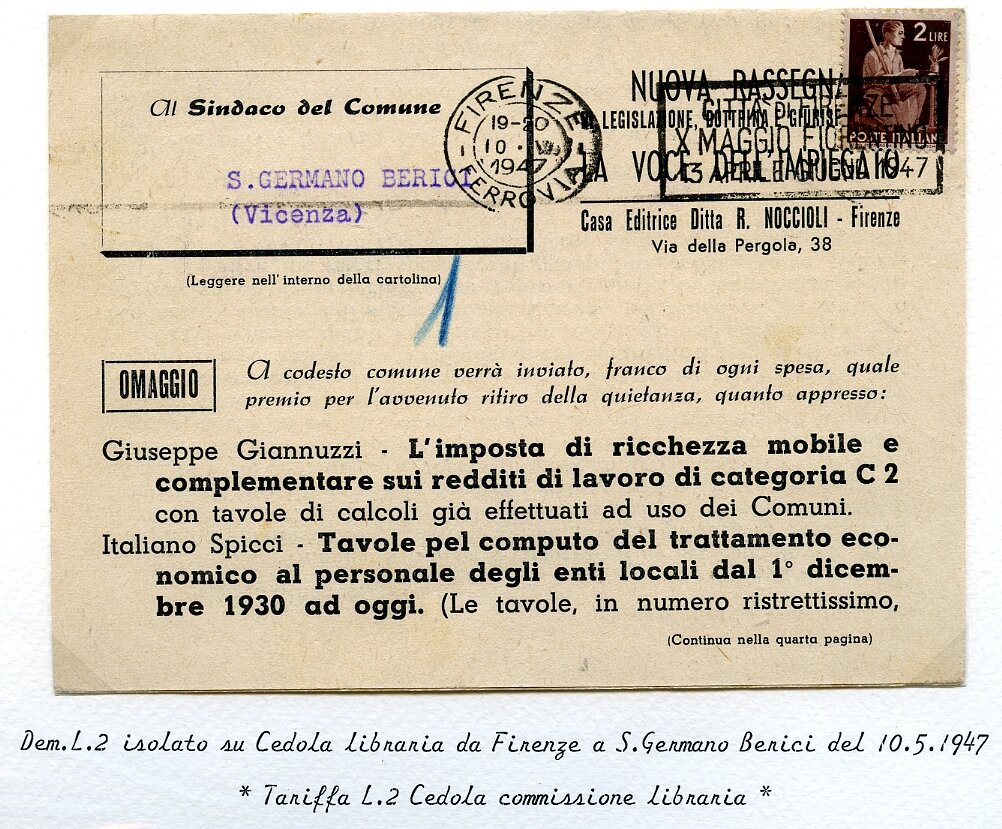 Al Sindaco del Comune
S.GERMANO BERICI
(Vicenza)
(Leggere nell'interno della cartolina)
FIRENZE
19-20
10
1947
FERROVIA
2 LIRE
POSTE ITALIANE
NUOVA RASSEGNA
DI LEGISLAZIONE, DOTTRINA E GIURISP
LA VOCE DELL'IMPIEGATO
CITTÀ DI FIRENZE
X MAGGIO FIORENTINO
13 APRILE GIUGNO 1947
Casa Editrice Ditta R. NOCCIOLI - Firenze
Via della Pergola, 38
1
OMAGGIO
A codesto comune verrà inviato, franco di ogni spesa, quale
premio per l'avvenuto ritiro della quietanza, quanto appresso:
Giuseppe Giannuzzi - L'imposta di ricchezza mobile e
complementare sui redditi di lavoro di categoria C 2
con tavole di calcoli già effettuati ad uso dei Comuni.
Italiano Spicci - Tavole pel computo del trattamento eco-
nomico al personale degli enti locali dal 1° dicem-
bre 1930 ad oggi. (Le tavole, in numero ristrettissimo,
(Continua nella quarta pagina)
Dem.L.2 isolato su Cedola libraria da Firenze a S.Germano Berici del 10.5.1947
* Tariffa L.2 Cedola commissione libraria *